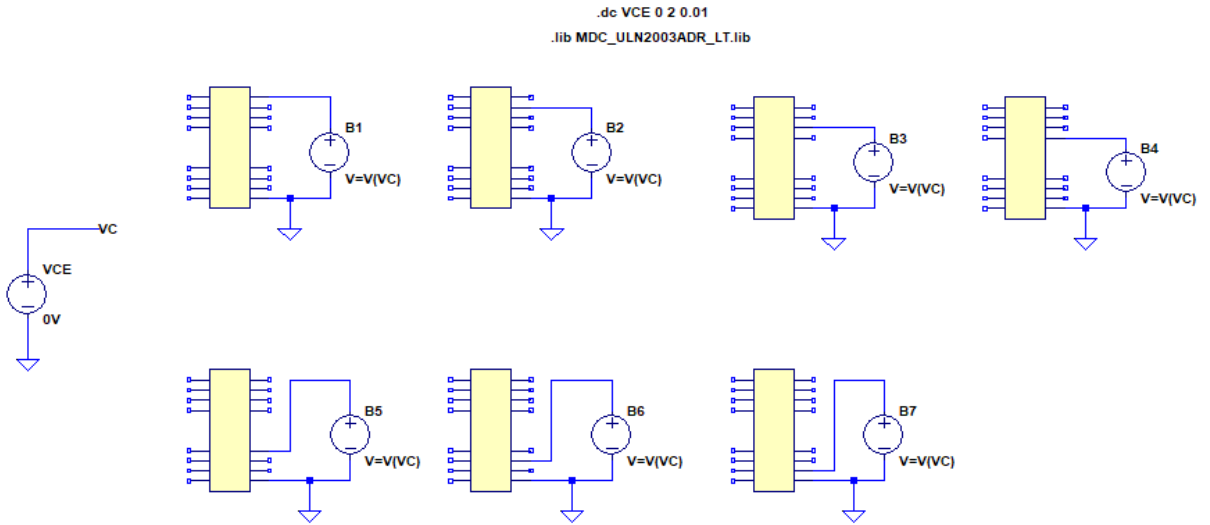 .dc VCE 0 2 0.01
.lib MDC_ULN2003ADR_LT.lib
B1
V=V(VC)
B2
V=V(VC)
B3
V=V(VC)
B4
V=V(VC)
VC
VCE
0V
B5
V=V(VC)
B6
V=V(VC)
B7
V=V(VC)